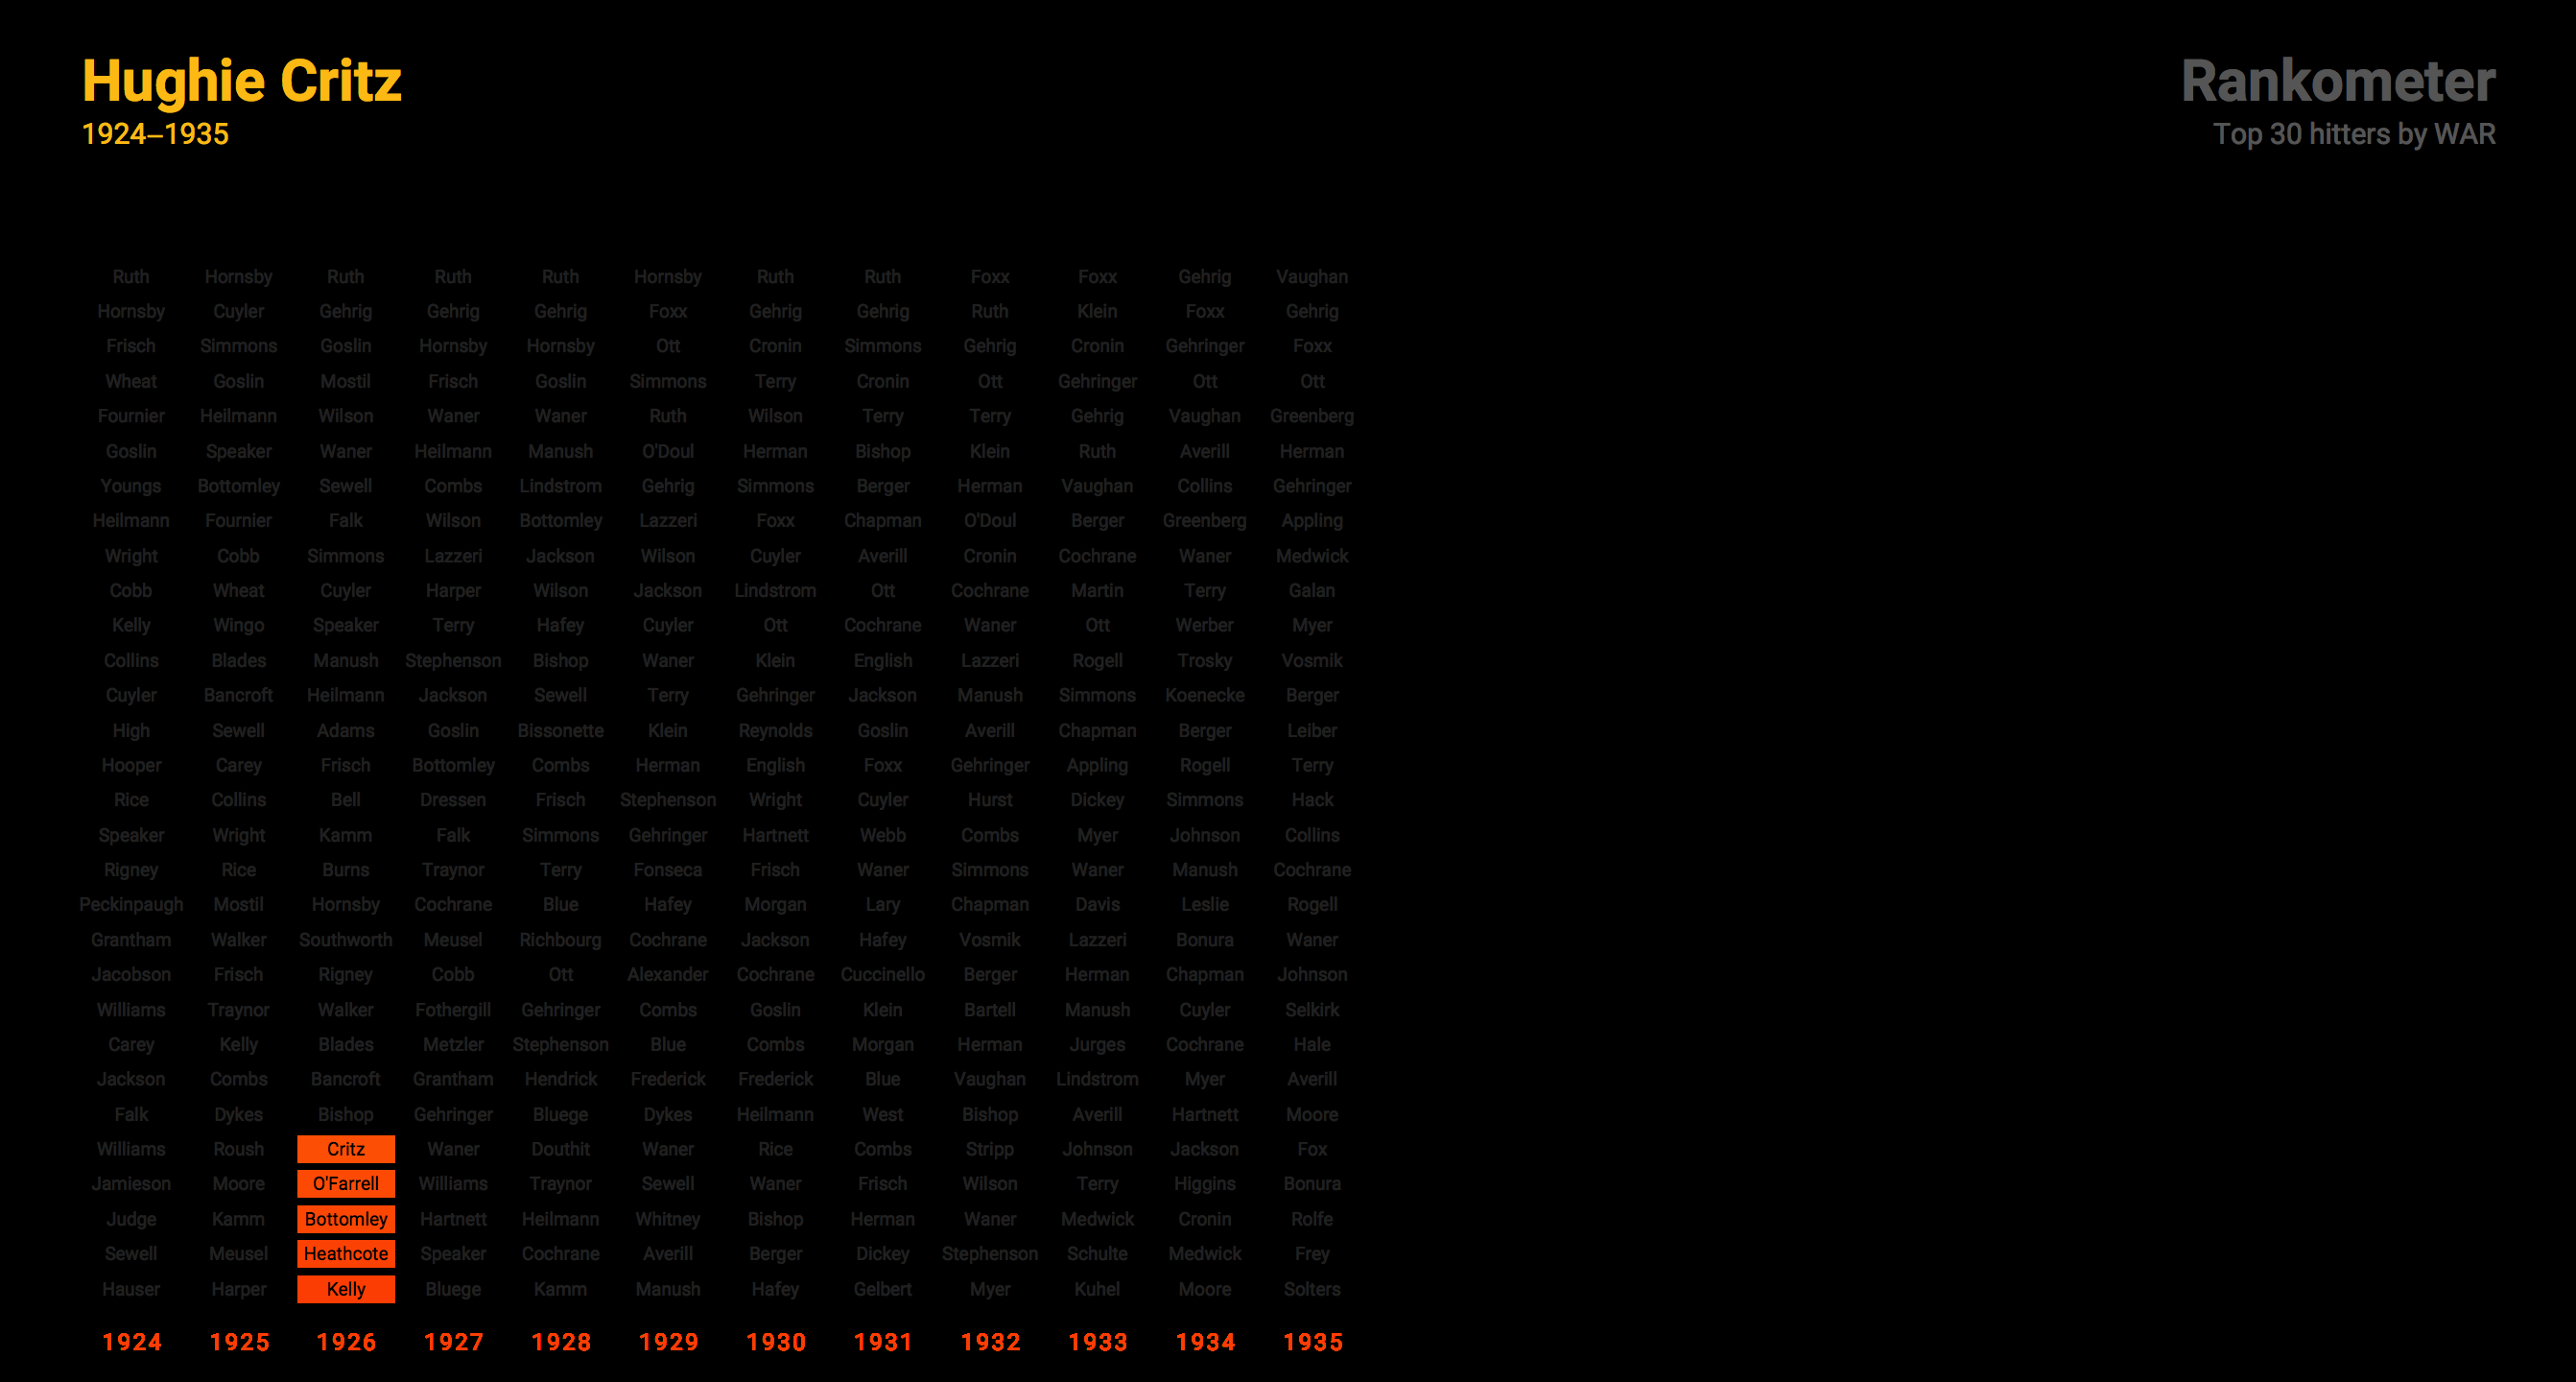 Hughie Critz
1924–1935
Rankometer
Top 30 hitters by WAR
Ruth Hornsby Ruth Ruth Ruth Hornsby Ruth Ruth Foxx Foxx Gehrig Vaughan
Hornsby Cuyler Gehrig Gehrig Gehrig Foxx Gehrig Gehrig Ruth Klein Foxx Gehrig
Frisch Simmons Goslin Hornsby Hornsby Ott Cronin Simmons Gehrig Cronin Gehringer Foxx
Wheat Goslin Mostil Frisch Goslin Simmons Terry Cronin Ott Gehringer Ott Ott
Fournier Heilmann Wilson Waner Waner Ruth Wilson Terry Terry Gehrig Vaughan Greenberg
Goslin Speaker Waner Heilmann Manush O'Doul Herman Bishop Klein Ruth Averill Herman
Youngs Bottomley Sewell Combs Lindstrom Gehrig Simmons Berger Herman Vaughan Collins Gehringer
Heilmann Fournier Falk Wilson Bottomley Lazzeri Foxx Chapman O'Doul Berger Greenberg Appling
Wright Cobb Simmons Lazzeri Jackson Wilson Cuyler Averill Cronin Cochrane Waner Medwick
Cobb Wheat Cuyler Harper Wilson Jackson Lindstrom Ott Cochrane Martin Terry Galan
Kelly Wingo Speaker Terry Hafey Cuyler Ott Cochrane Waner Ott Werber Myer
Collins Blades Manush Stephenson Bishop Waner Klein English Lazzeri Rogell Trosky Vosmik
Cuyler Bancroft Heilmann Jackson Sewell Terry Gehringer Jackson Manush Simmons Koenecke Berger
High Sewell Adams Goslin Bissonette Klein Reynolds Goslin Averill Chapman Berger Leiber
Hooper Carey Frisch Bottomley Combs Herman English Foxx Gehringer Appling Rogell Terry
Rice Collins Bell Dressen Frisch Stephenson Wright Cuyler Hurst Dickey Simmons Hack
Speaker Wright Kamm Falk Simmons Gehringer Hartnett Webb Combs Myer Johnson Collins
Rigney Rice Burns Traynor Terry Fonseca Frisch Waner Simmons Waner Manush Cochrane
Peckinpaugh Mostil Hornsby Cochrane Blue Hafey Morgan Lary Chapman Davis Leslie Rogell
Grantham Walker Southworth Meusel Richbourg Cochrane Jackson Hafey Vosmik Lazzeri Bonura Waner
Jacobson Frisch Rigney Cobb Ott Alexander Cochrane Cuccinello Berger Herman Chapman Johnson
Williams Traynor Walker Fothergill Gehringer Combs Goslin Klein Bartell Manush Cuyler Selkirk
Carey Kelly Blades Metzler Stephenson Blue Combs Morgan Herman Jurges Cochrane Hale
Jackson Combs Bancroft Grantham Hendrick Frederick Frederick Blue Vaughan Lindstrom Myer Averill
Falk Dykes Bishop Gehringer Bluege Dykes Heilmann West Bishop Averill Hartnett Moore
Williams Roush Critz Waner Douthit Waner Rice Combs Stripp Johnson Jackson Fox
Jamieson Moore O'Farrell Williams Traynor Sewell Waner Frisch Wilson Terry Higgins Bonura
Judge Kamm Bottomley Hartnett Heilmann Whitney Bishop Herman Waner Medwick Cronin Rolfe
Sewell Meusel Heathcote Speaker Cochrane Averill Berger Dickey Stephenson Schulte Medwick Frey
Hauser Harper Kelly Bluege Kamm Manush Hafey Gelbert Myer Kuhel Moore Solters
1924 1925 1926 1927 1928 1929 1930 1931 1932 1933 1934 1935